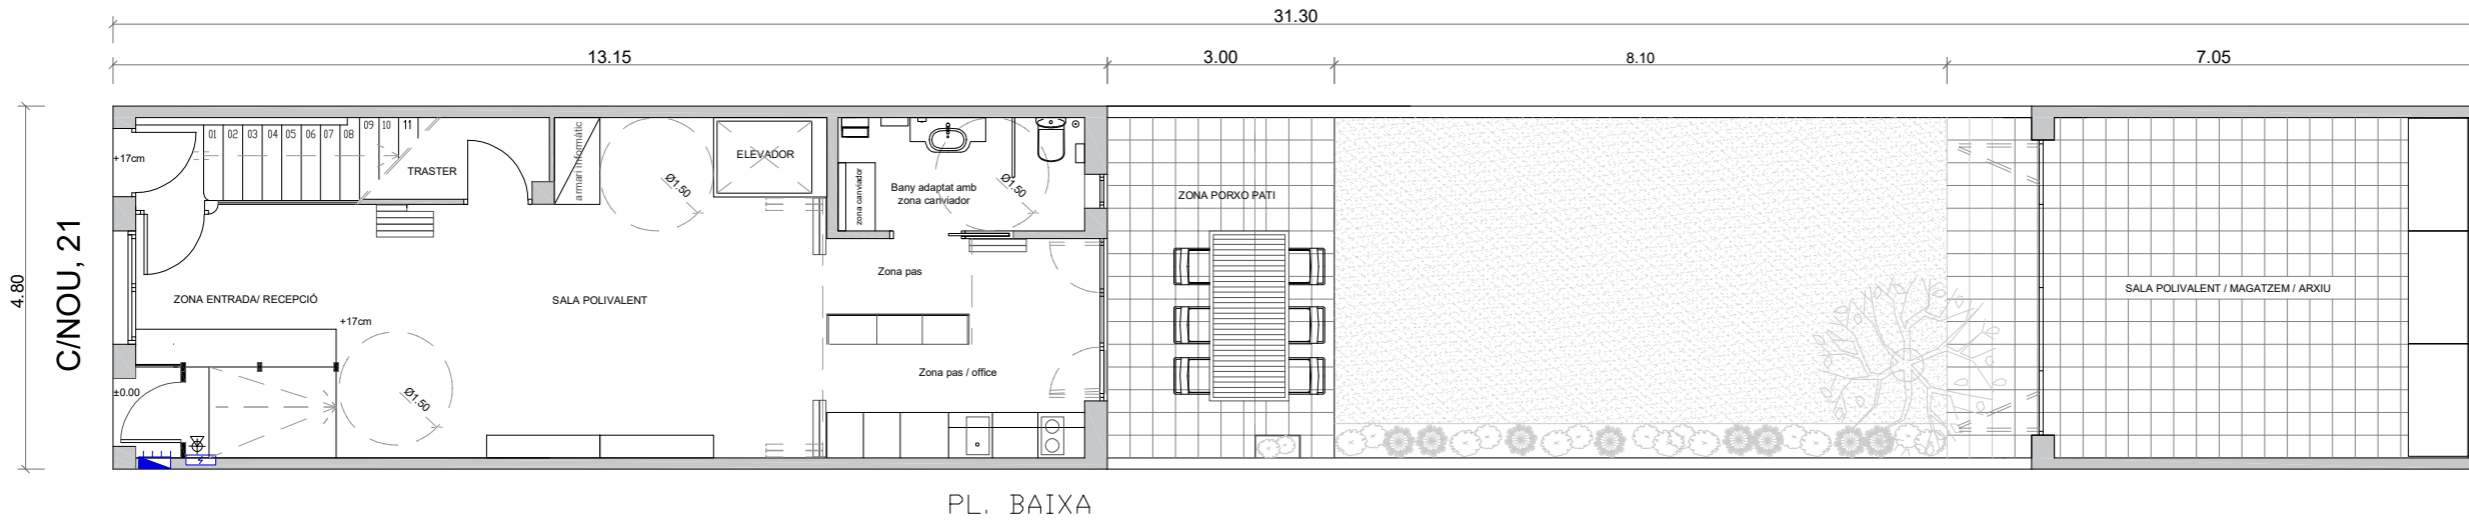 31.30
13.15
3.00
8.10
7.05
4.80
C/NOU, 21
+17cm
01 02 03 04 05 06 07 08 09 10 11
TRASTER
armari informàtic
Ø1.50
ELEVADOR
zona canviador
Bany adaptat amb
zona canviador
Ø1.50
ZONA PORXO PATI
Zona pas
ZONA ENTRADA/ RECEPCIÓ
SALA POLIVALENT
SALA POLIVALENT / MAGATZEM / ARXIU
+17cm
Zona pas / office
±0.00
Ø1.50
PL. BAIXA